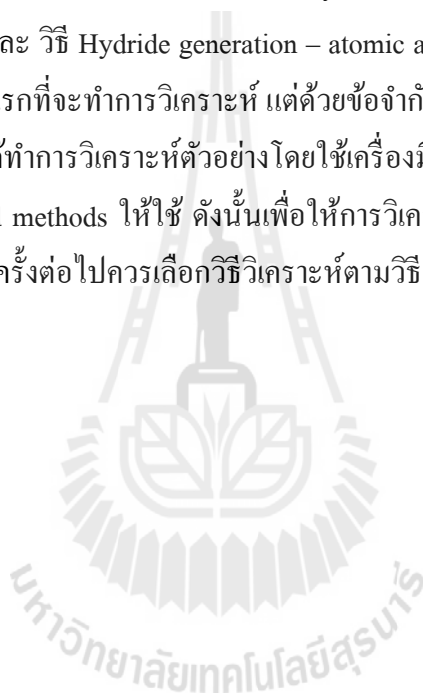 ละ วิธี Hydride generation – atomic a
รกที่จะทำการวิเคราะห์ แต่ด้วยข้อจำกั
ด้ทำการวิเคราะห์ตัวอย่างโดยใช้เครื่องมื
l methods ให้ใช้ ดังนั้นเพื่อให้การวิเค
ครั้งต่อไปควรเลือกวิธีวิเคราะห์ตามวิธี
มหาวิทยาลัยเทคโนโลยีสุรนารี